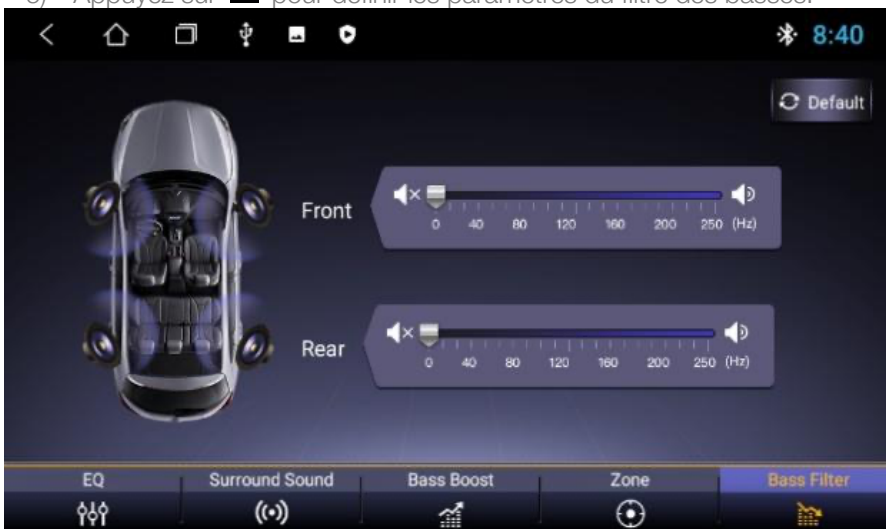 Appuyez sur pour définir les paramètres du filtre des basses.
8:40
Default
Front
0 40 80 120 160 200 250 (Hz)
Rear
0 40 80 120 160 200 250 (Hz)
EQ Surround Sound Bass Boost Zone Bass Filter